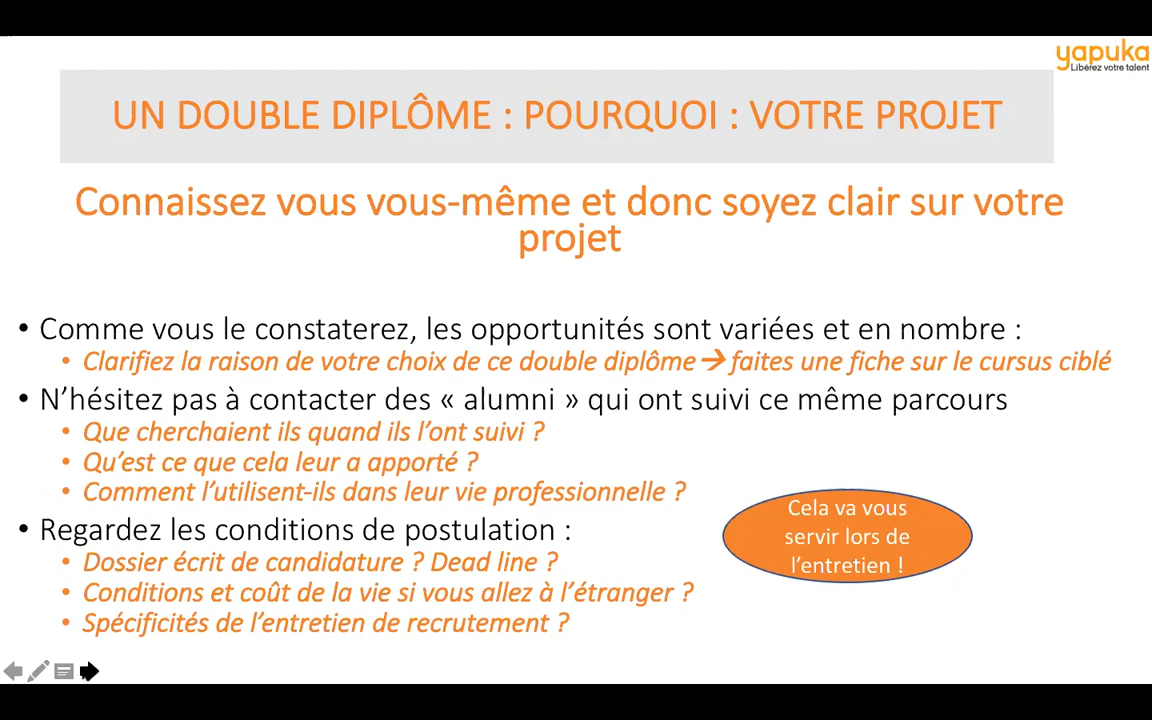 yapuka
Libérez votre talent
UN DOUBLE DIPLÔME : POURQUOI : VOTRE PROJET
Connaissez vous vous-même et donc soyez clair sur votre
projet
• Comme vous le constaterez, les opportunités sont variées et en nombre :
• Clarifiez la raison de votre choix de ce double diplôme→ faites une fiche sur le cursus ciblé
• N’hésitez pas à contacter des « alumni » qui ont suivi ce même parcours
• Que cherchaient ils quand ils l’ont suivi ?
• Qu’est ce que cela leur a apporté ?
• Comment l’utilisent-ils dans leur vie professionnelle ?
• Regardez les conditions de postulation :
• Dossier écrit de candidature ? Dead line ?
• Conditions et coût de la vie si vous allez à l’étranger ?
• Spécificités de l’entretien de recrutement ?
Cela va vous
servir lors de
l’entretien !